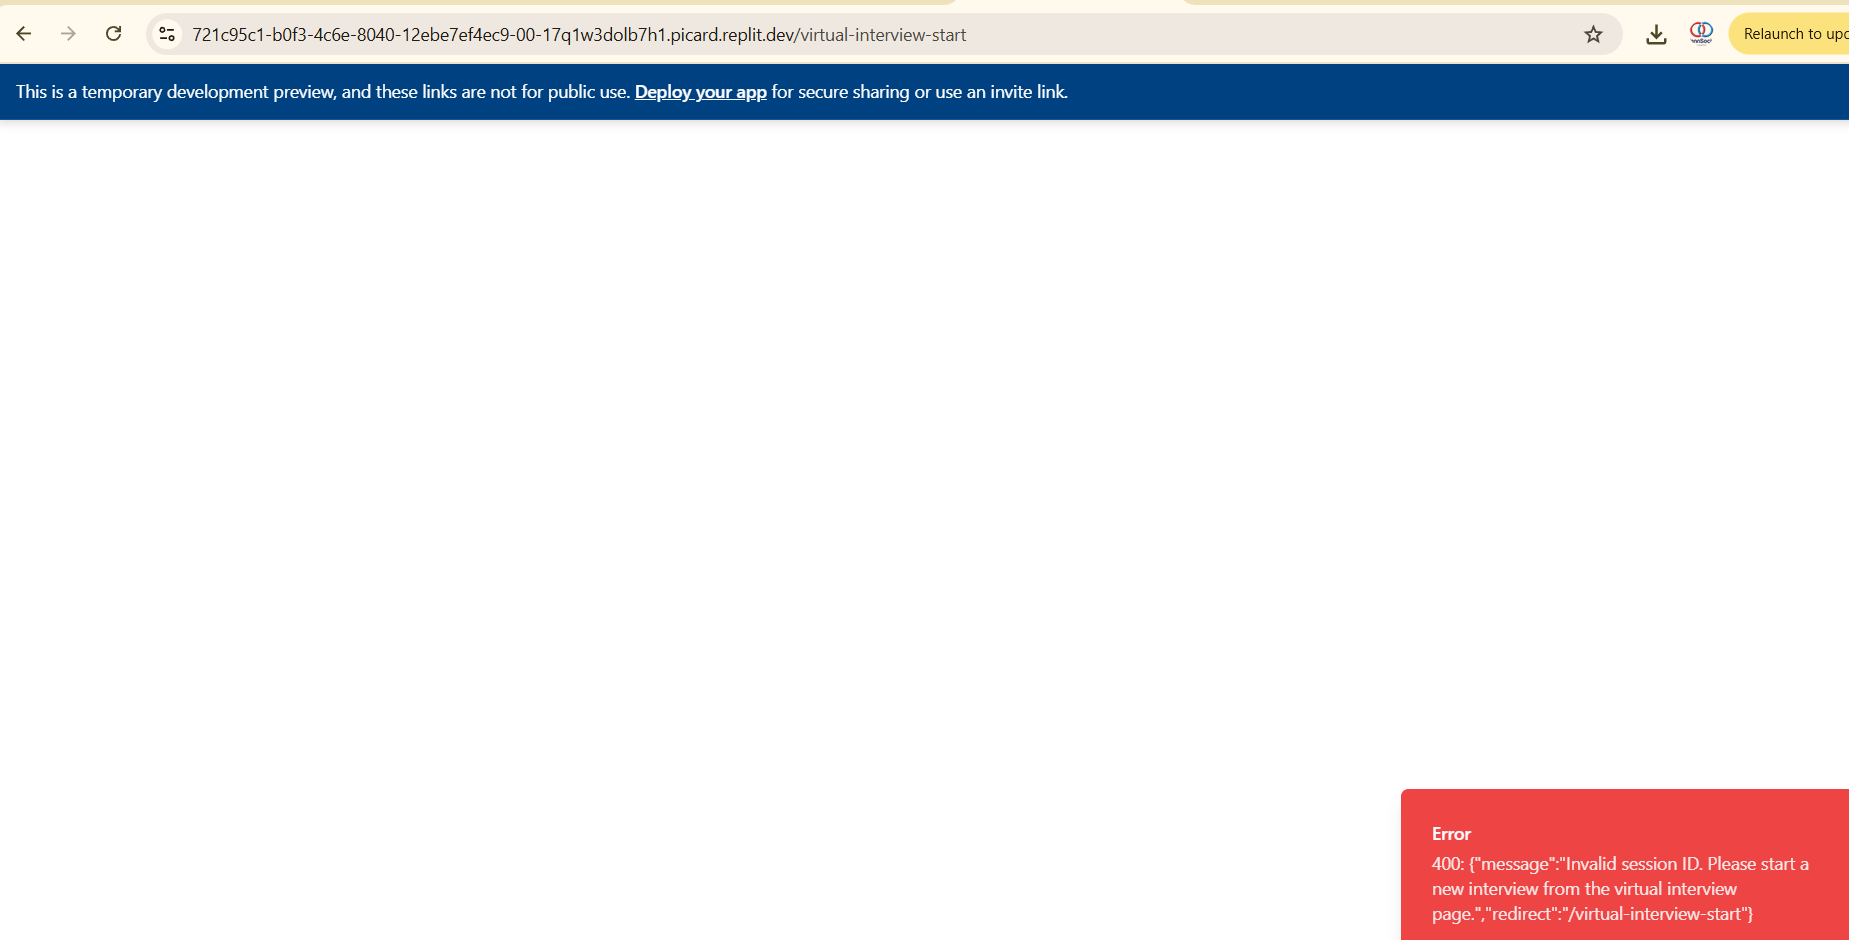 721c95c1-b0f3-4c6e-8040-12ebe7ef4ec9-00-17q1w3dolb7h1.picard.replit.dev/virtual-interview-start
Relaunch to
This is a temporary development preview, and these links are not for public use. Deploy your app for secure sharing or use an invite link.
Error
400: {"message":"Invalid session ID. Please start a
new interview from the virtual interview
page.","redirect":"/virtual-interview-start"}